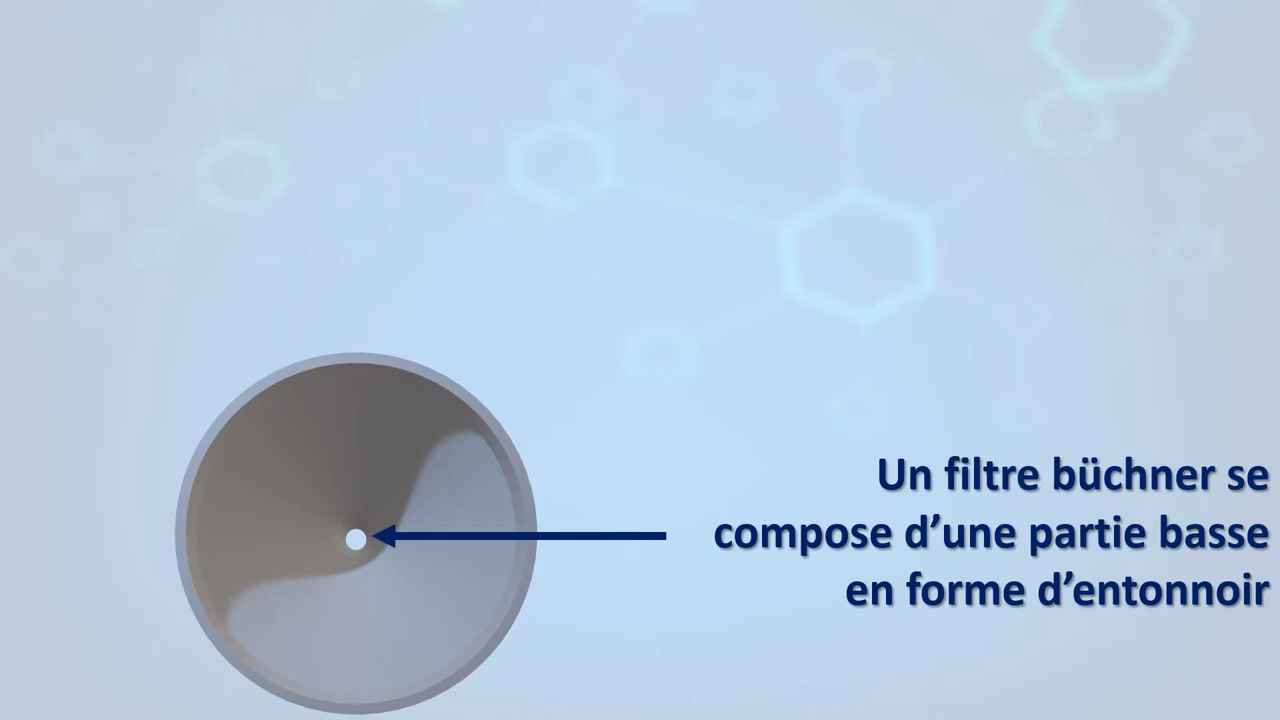 Un filtre büchner se
compose d’une partie basse
en forme d’entonnoir